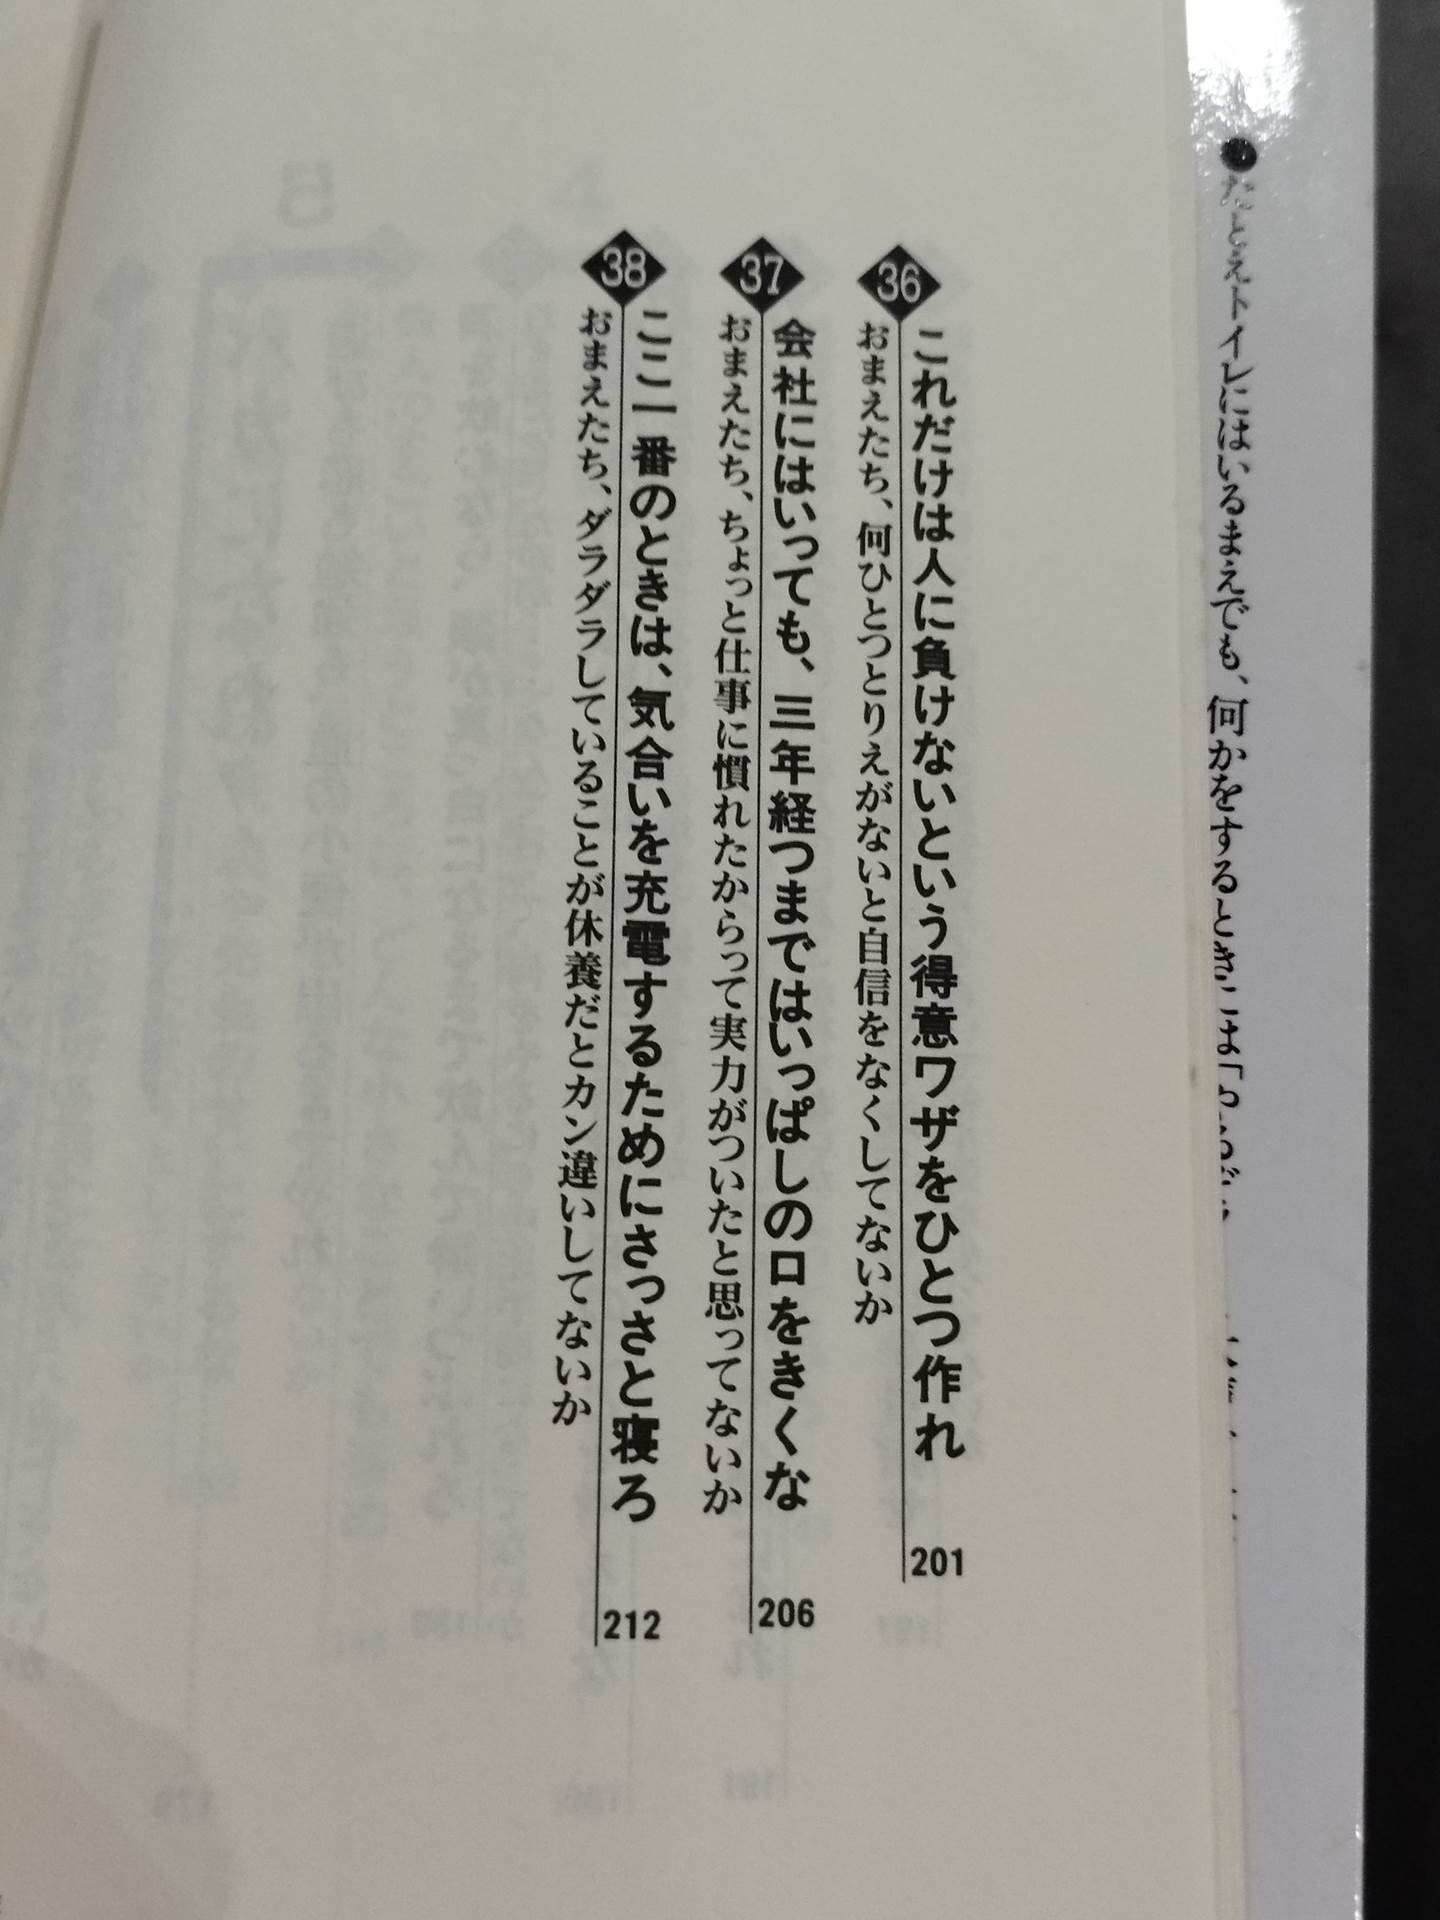 ●たとえトイレにはいるまえでも、何かをするときには「
36
これだけは人に負けないという得意ワザをひとつ作れ 201
おまえたち、何ひとつとりえがないと自信をなくしてないか
37
会社にはいっても、三年経つまではいっぱしの口をきくな 206
おまえたち、ちょっと仕事に慣れたからって実力がついたと思ってないか
38
ここ一番のときは、気合いを充電するためにさっさと寝ろ 212
おまえたち、ダラダラしていることが休養だとカン違いしてないか